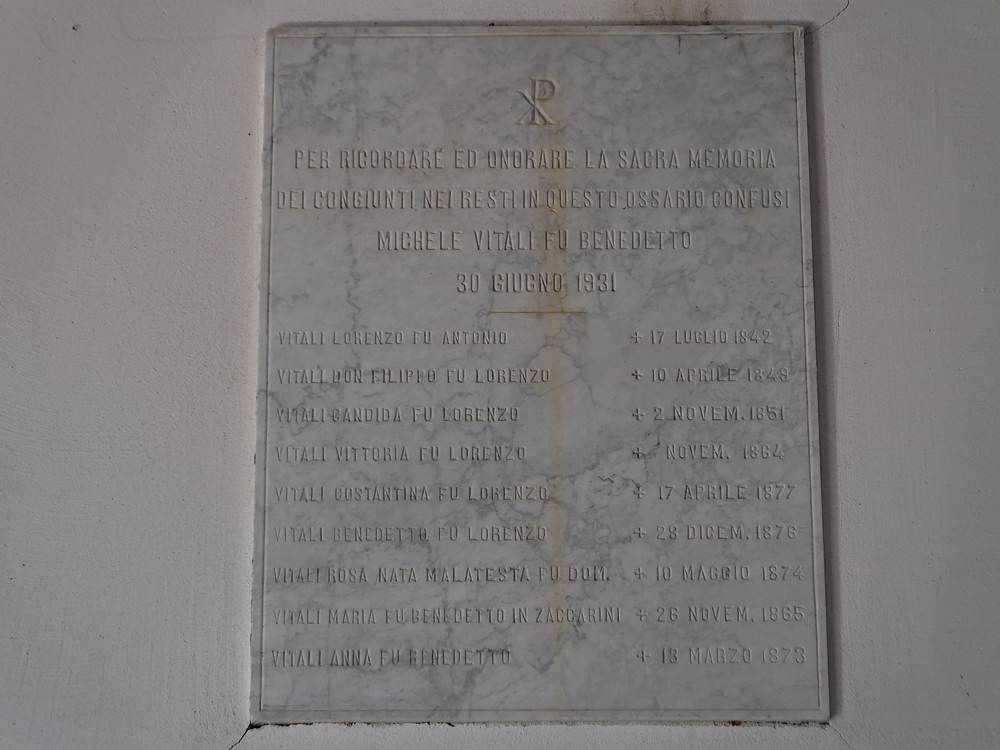 PER RICORDARE ED ONORARE LA SACRA MEMORIA
DEI CONGIUNTI NEI RESTI IN QUESTO OSSARIO CONFUSI
MICHELE VITALI FU BENEDETTO
30 GIUGNO 1931
VITALI LORENZO FU ANTONIO + 17 LUGLIO 1842
VITALI DON FILIPPO FU LORENZO + 10 APRILE 1849
VITALI CANDIDA FU LORENZO + 2 NOVEM. 1851
VITALI VITTORIA FU LORENZO + NOVEM. 1864
VITALI COSTANTINA FU LORENZO + 17 APRILE 1877
VITALI BENEDETTO FU LORENZO + 28 DICEM. 1876
VITALI ROSA NATA MALATESTA FU DOM. + 10 MAGGIO 1874
VITALI MARIA FU BENEDETTO IN ZACCARINI + 26 NOVEM. 1865
VITALI ANNA FU BENEDETTO + 13 MARZO 1873